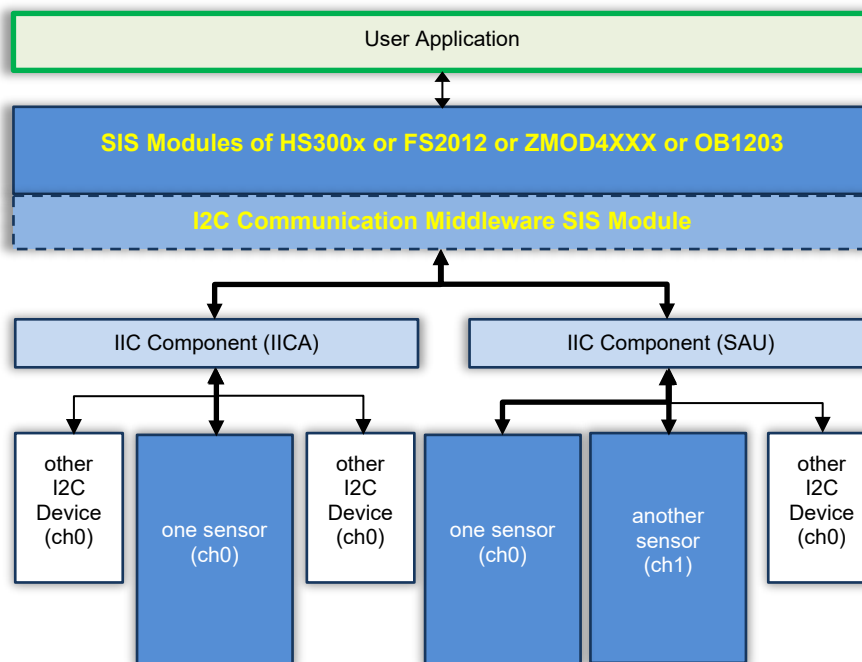 User Application
SIS Modules of HS300x or FS2012 or ZMOD4XXX or OB1203
I2C Communication Middleware SIS Module
IIC Component (IICA)
IIC Component (SAU)
other
I2C
Device
(ch0)
one sensor
(ch0)
other
I2C
Device
(ch0)
one sensor
(ch0)
another
sensor
(ch1)
other
I2C
Device
(ch0)